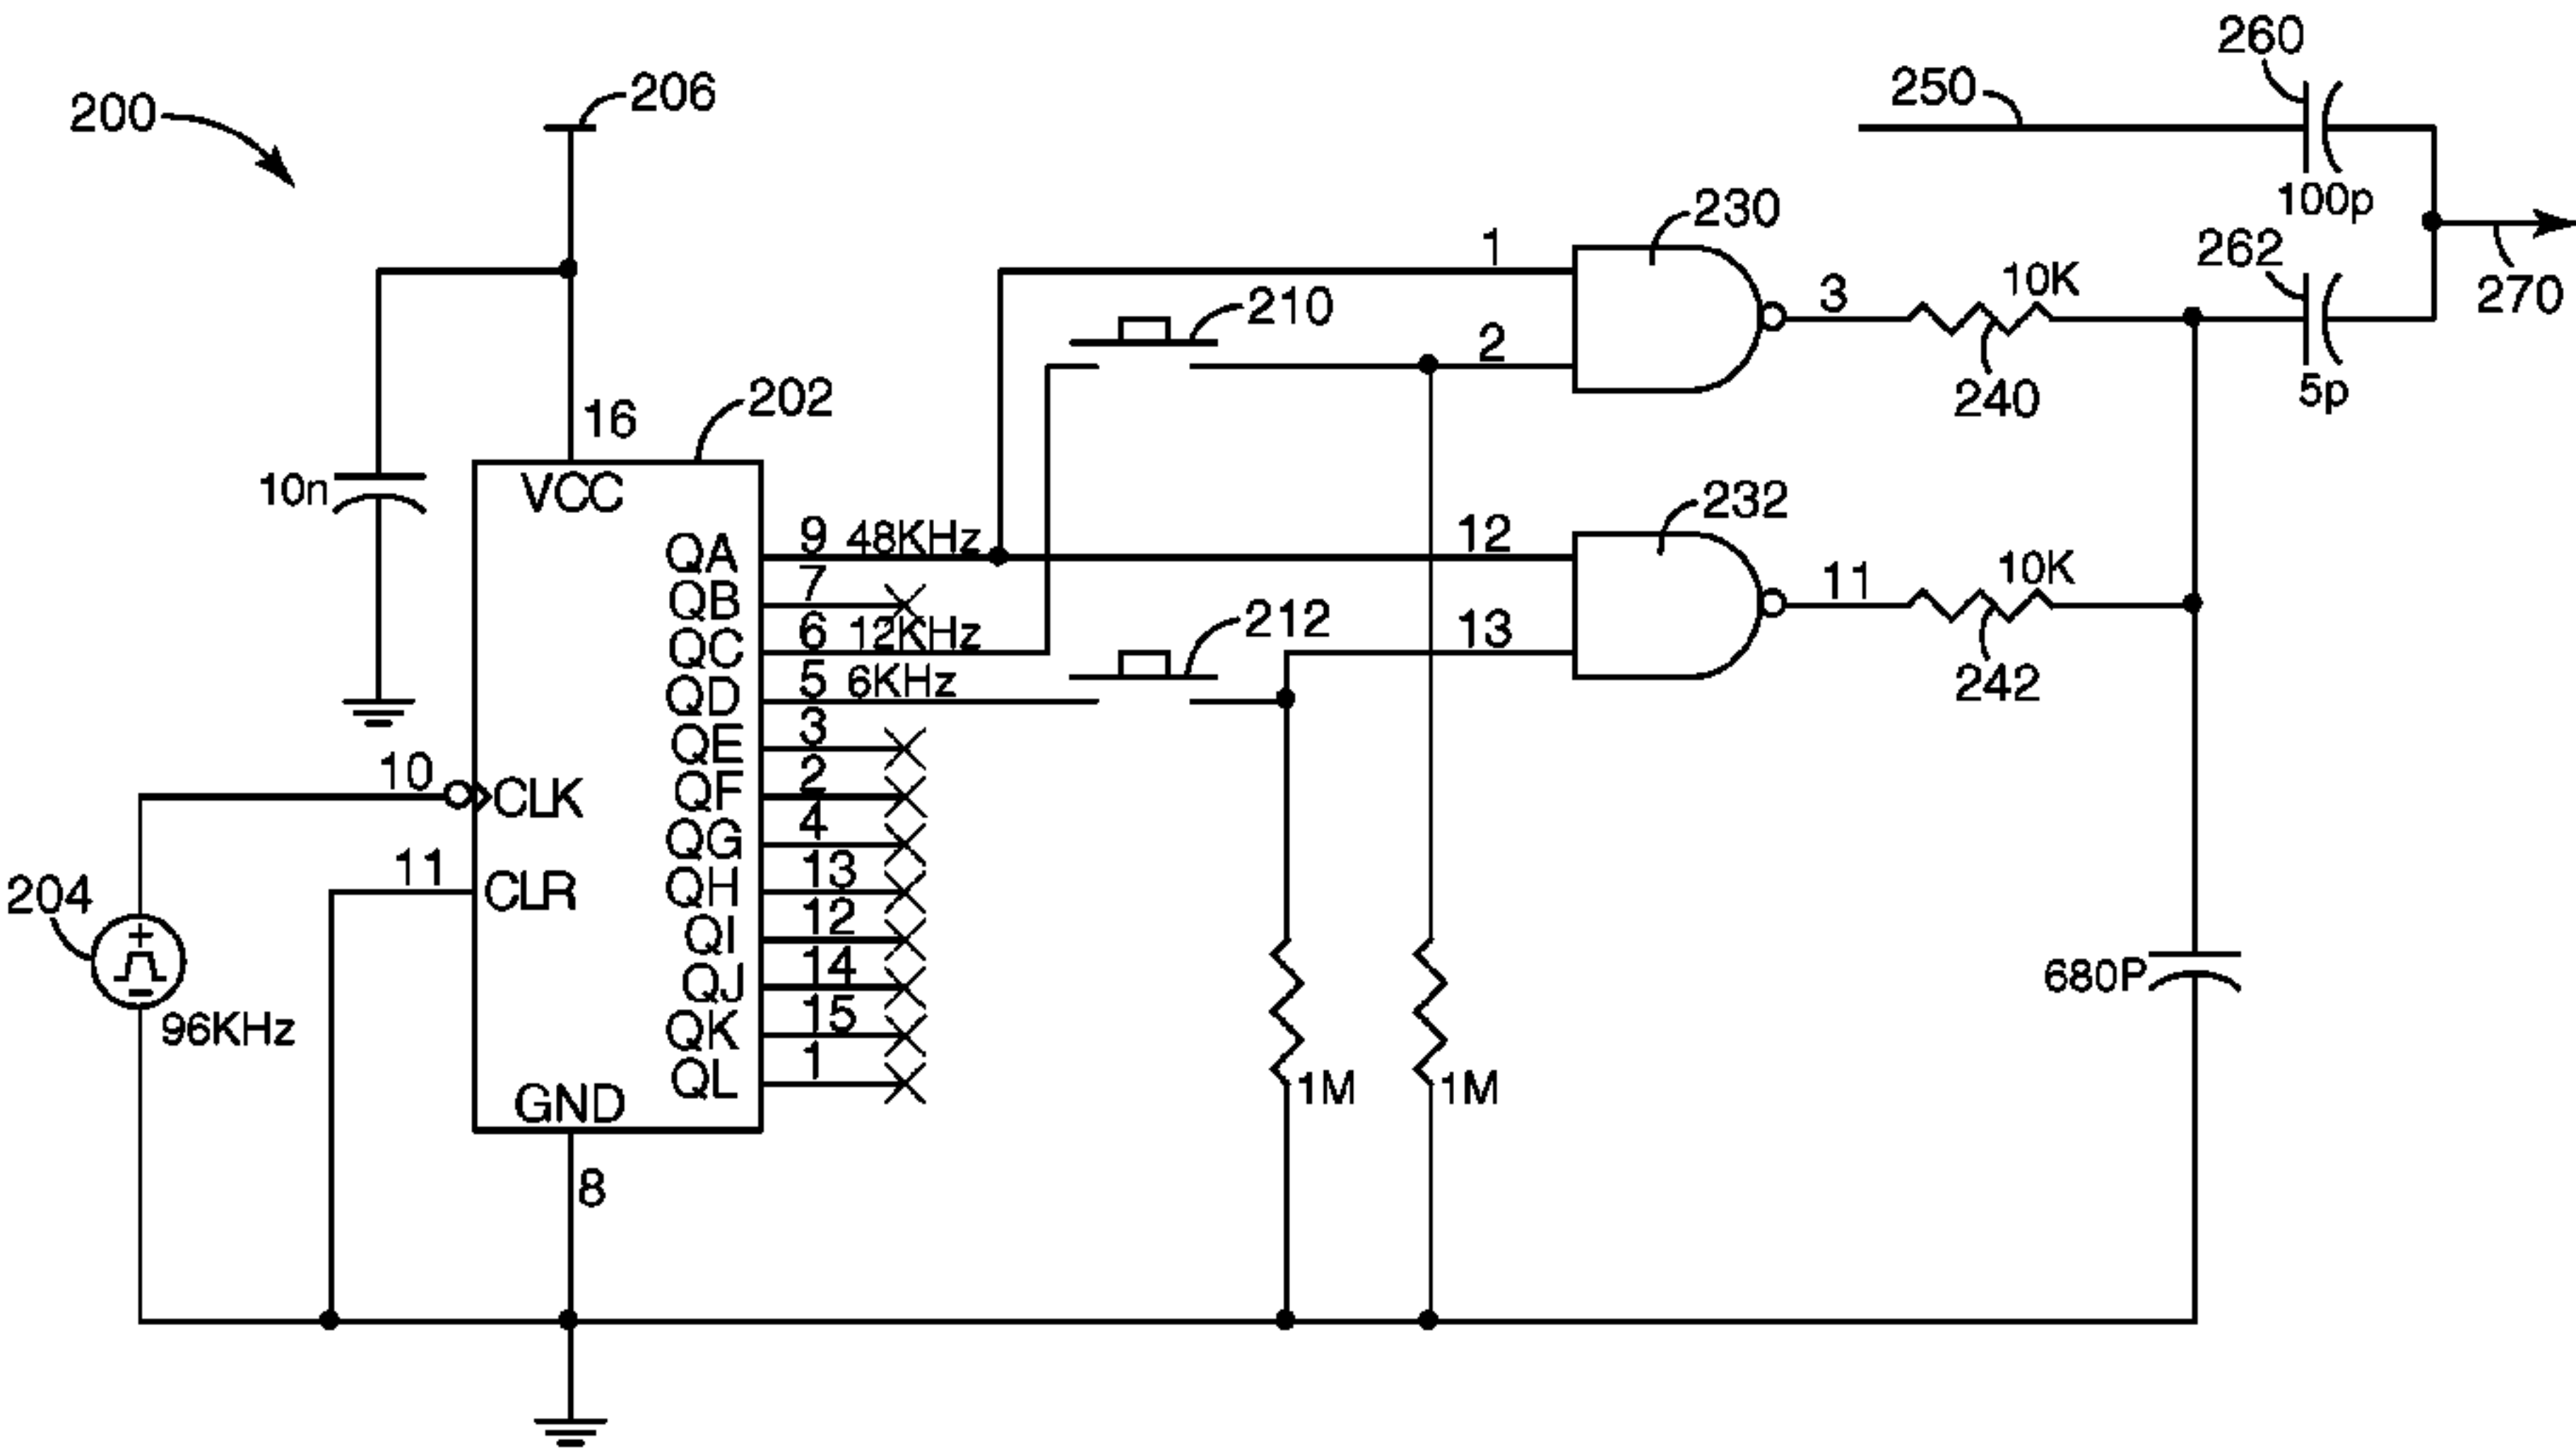 260
206
250
200
100p
230
1
262
210
10K
3
270
2
202
240
5p
16
10n
VCC
232
9 48KHz
12
QA
7
10K
11
QB
6 12KHz
212
13
QC
5 6KHz
242
QD
3
QE
10
2
CLK
QF
4
QG
11
13
204
CLR
QH
12
+
QI
14
680P
-
QJ
15
96KHz
QK
1
QL
1M
1M
GND
8